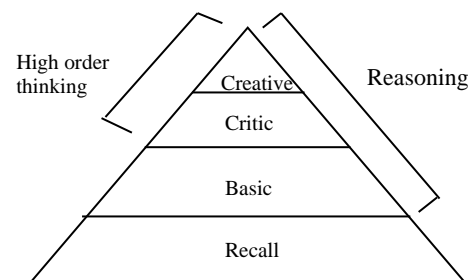 High order
thinking
Reasoning
Creative
Critic
Basic
Recall